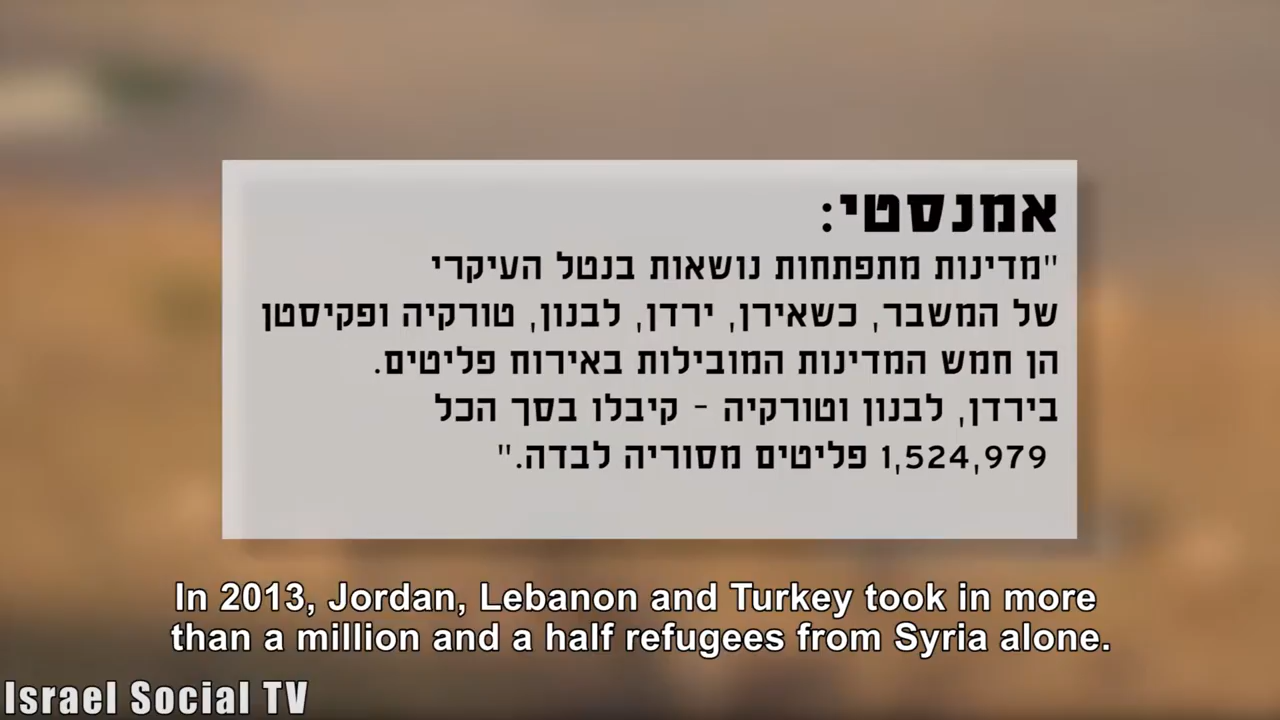 אמנסטי:
"מדינות מתפתחות נושאות בנטל העיקרי
של המשבר, כשאירן, ירדן, לבנון, טורקיה ופקיסטן
הן חמש המדינות המובילות באירוח פליטים.
בירדן, לבנון וטורקיה - קיבלו בסך הכל
1,524,979 פליטים מסוריה לבדה."
In 2013, Jordan, Lebanon and Turkey took in more
than a million and a half refugees from Syria alone.
Israel Social TV